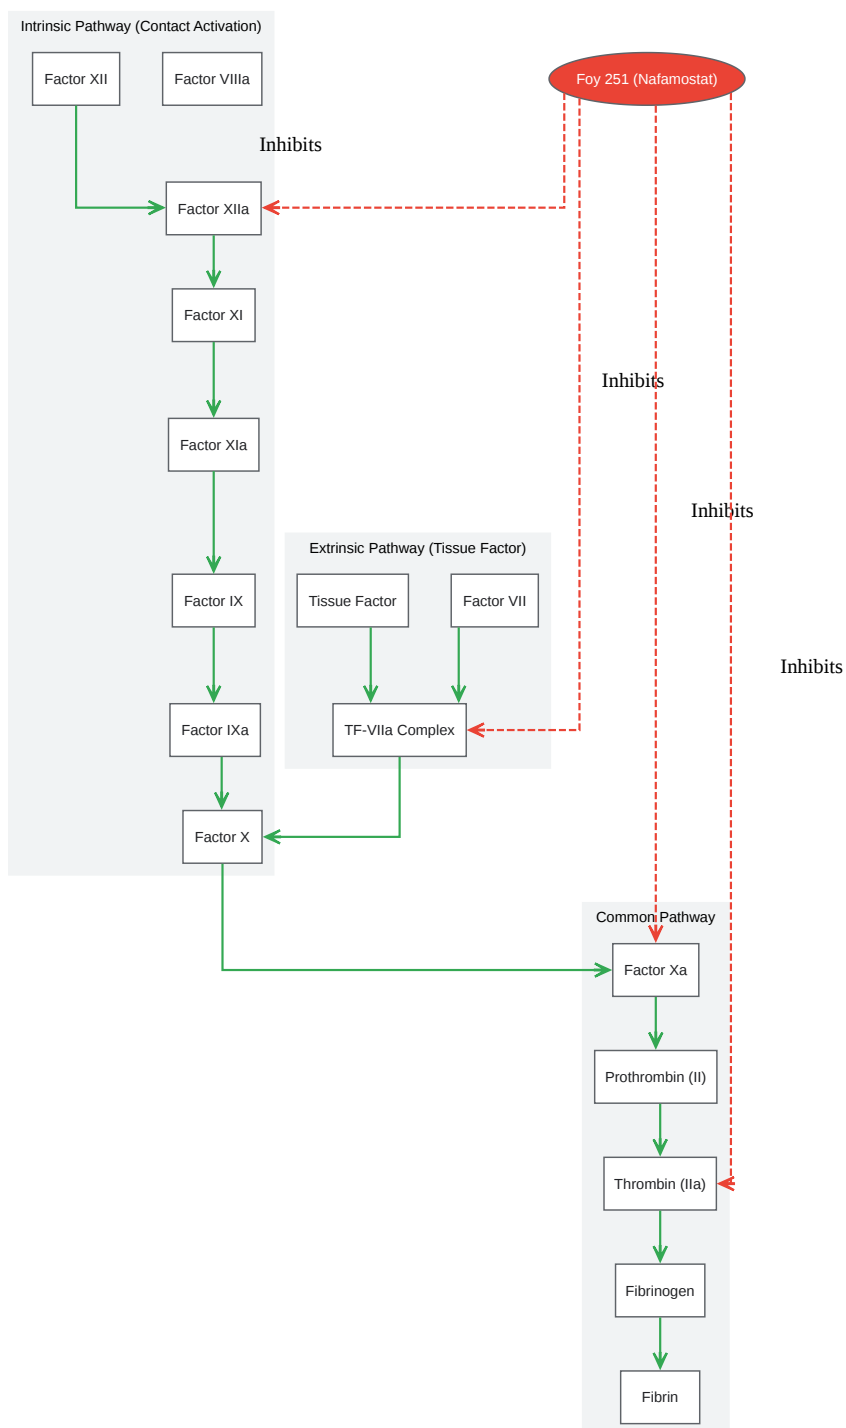 Intrinsic Pathway (Contact Activation)
Factor XII
Factor VIIIa
Foy 251 (Nafamostat)
Inhibits
Factor XIIa
Factor XI
Inhibits
Factor XIa
Inhibits
Extrinsic Pathway (Tissue Factor)
Factor IX
Tissue Factor
Factor VII
Inhibits
Factor IXa
TF-VIIa Complex
Factor X
Common Pathway
Factor Xa
Prothrombin (II)
Thrombin (IIa)
Fibrinogen
Fibrin